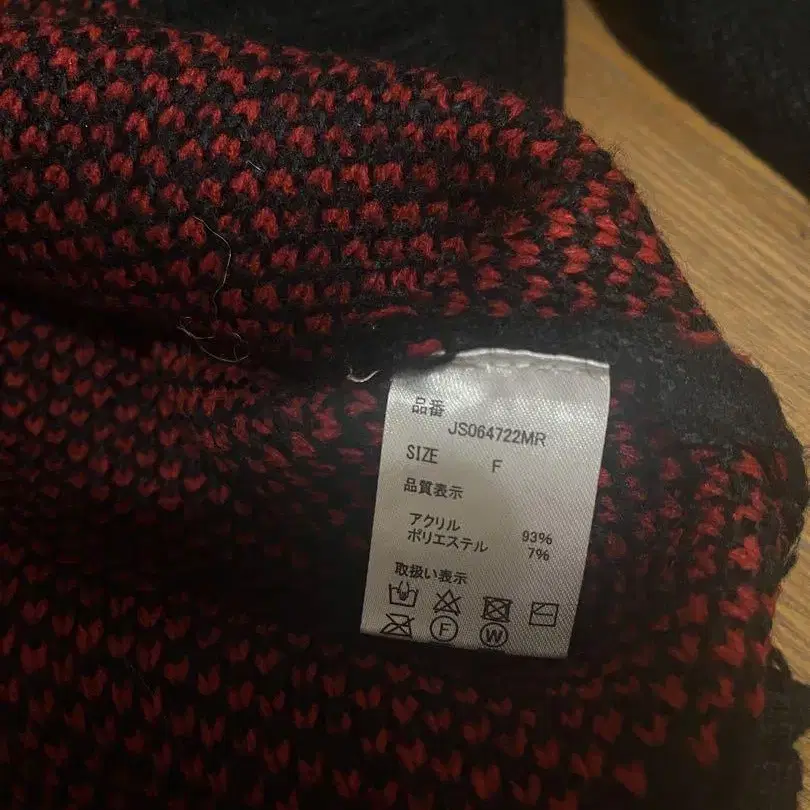 品番
JS064722MR
SIZE F
品質表示
アクリル 93%
ポリエステル 7%
取扱い表示
F W